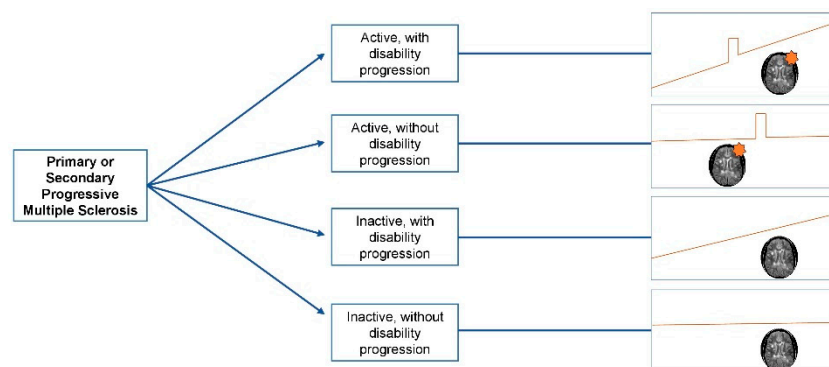 Active, with
disability
progression
Active, without
disability
progression
Primary or
Secondary
Progressive
Multiple Sclerosis
Inactive, with
disability
progression
Inactive, without
disability
progression